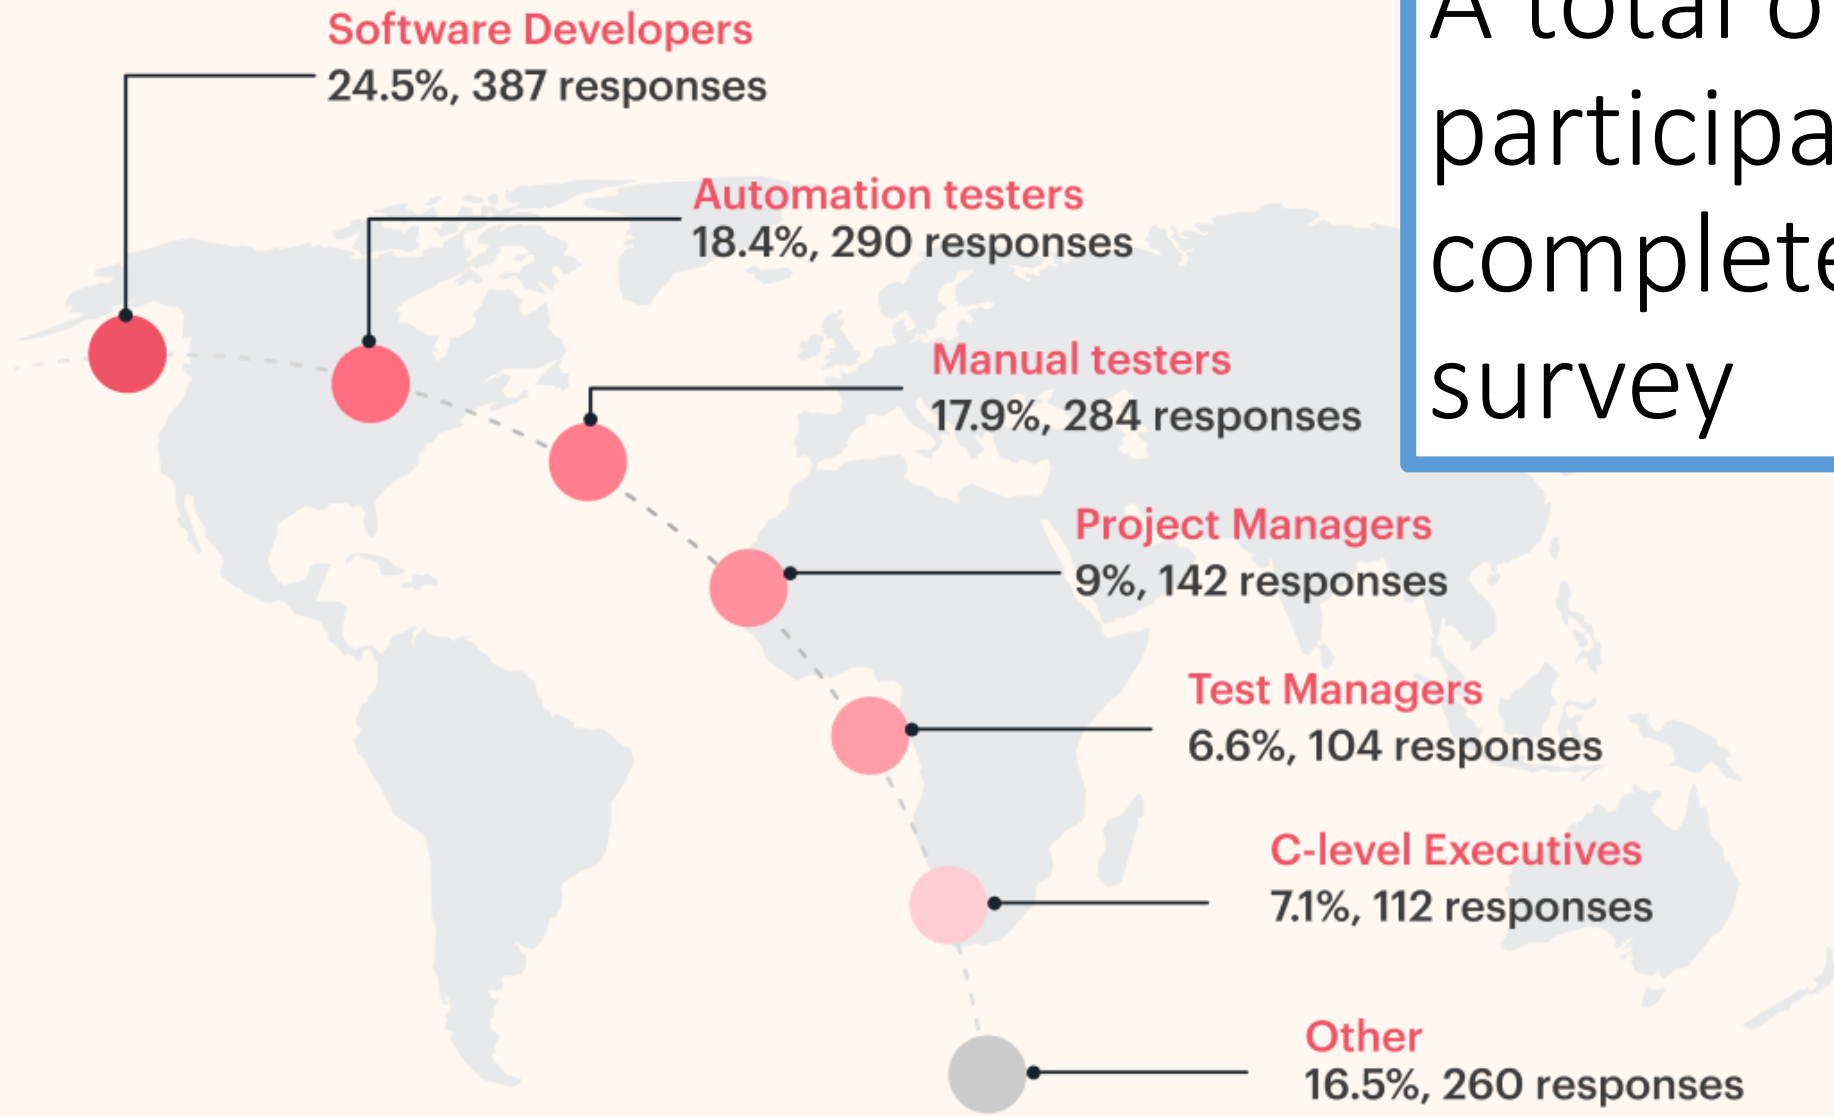 Software Developers
24.5%, 387 responses
Automation testers
18.4%, 290 responses
Manual testers
17.9%, 284 responses
Project Managers
9%, 142 responses
Test Managers
6.6%, 104 responses
C-level Executives
7.1%, 112 responses
Other
16.5%, 260 responses
A total
survey